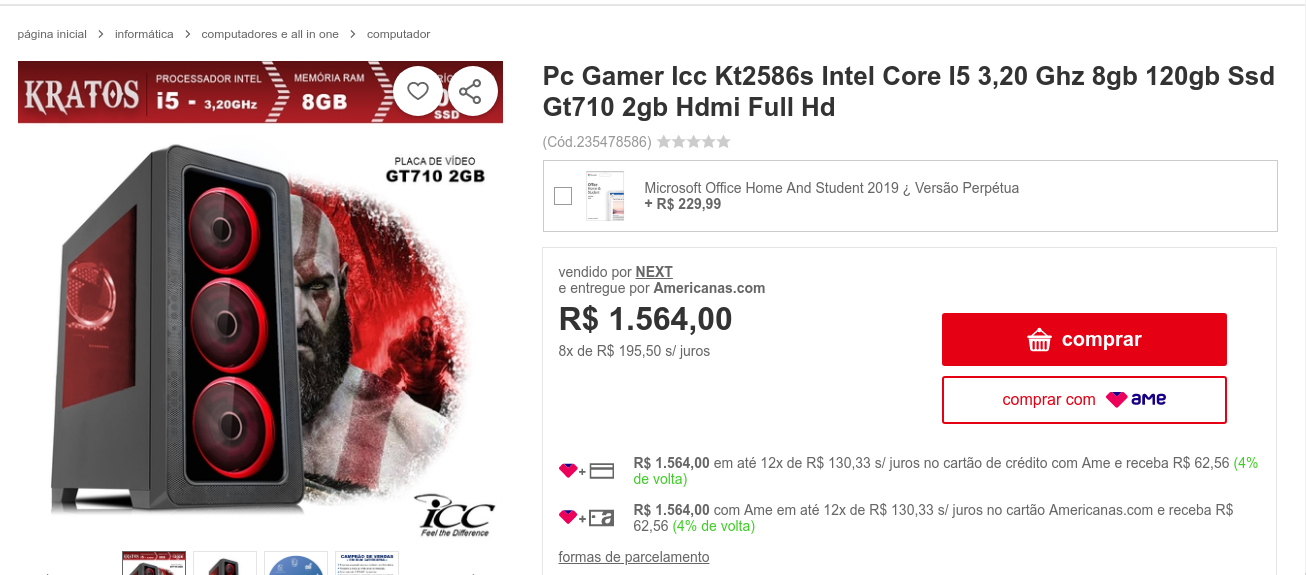 página inicial > informática > computadores e all in one > computador
KRATOS
PROCESSADOR INTEL
i5 - 3,20GHz
MEMÓRIA RAM
8GB
SSD
PLACA DE VÍDEO
GT710 2GB
icc
Feel the Difference
Pc Gamer Icc Kt2586s Intel Core I5 3,20 Ghz 8gb 120gb Ssd
Gt710 2gb Hdmi Full Hd
(Cód.235478586)
Microsoft Office Home And Student 2019 ¿ Versão Perpétua
+ R$ 229,99
vendido por NEXT
e entregue por Americanas.com
R$ 1.564,00
8x de R$ 195,50 s/ juros
comprar
comprar com ame
R$ 1.564,00 em até 12x de R$ 130,33 s/ juros no cartão de crédito com Ame e receba R$ 62,56 (4%
de volta)
R$ 1.564,00 com Ame em até 12x de R$ 130,33 s/ juros no cartão Americanas.com e receba R$
62,56 (4% de volta)
formas de parcelamento